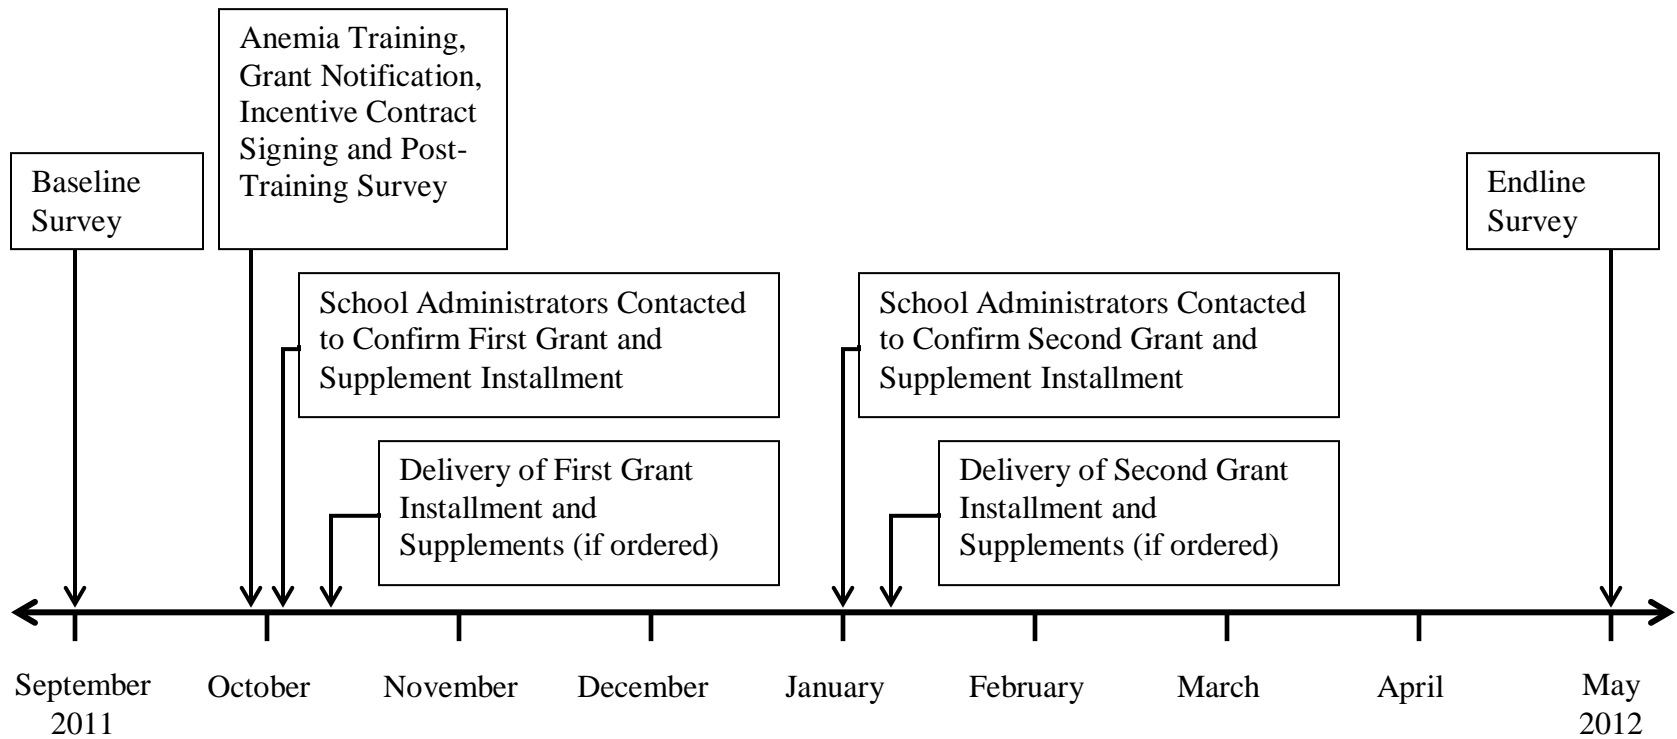 Anemia Training,
Grant Notification,
Incentive Contract
Signing and Post-
Training Survey
Baseline
Survey
Endline
Survey
School Administrators Contacted
to Confirm First Grant and
Supplement Installment
School Administrators Contacted
to Confirm Second Grant and
Supplement Installment
Delivery of First Grant
Installment and
Supplements (if ordered)
Delivery of Second Grant
Installment and
Supplements (if ordered)
September
2011
October
November
December
January
February
March
April
May
2012